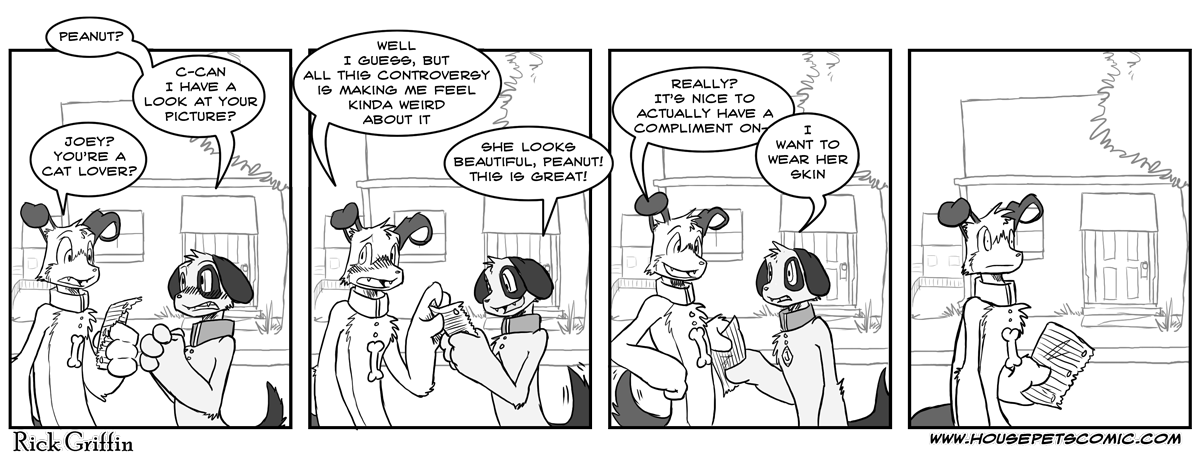 PEANUT?
C-CAN
I HAVE A
LOOK AT YOUR
PICTURE?
JOEY?
YOU'RE A
CAT LOVER?
WELL
I GUESS, BUT
ALL THIS CONTROVERSY
IS MAKING ME FEEL
KINDA WEIRD
ABOUT IT
SHE LOOKS
BEAUTIFUL, PEANUT!
THIS IS GREAT!
REALLY?
IT'S NICE TO
ACTUALLY HAVE A
COMPLIMENT ON-
I
WANT TO
WEAR HER
SKIN
Rick Griffin
WWW.HOUSEPETSCOMIC.COM